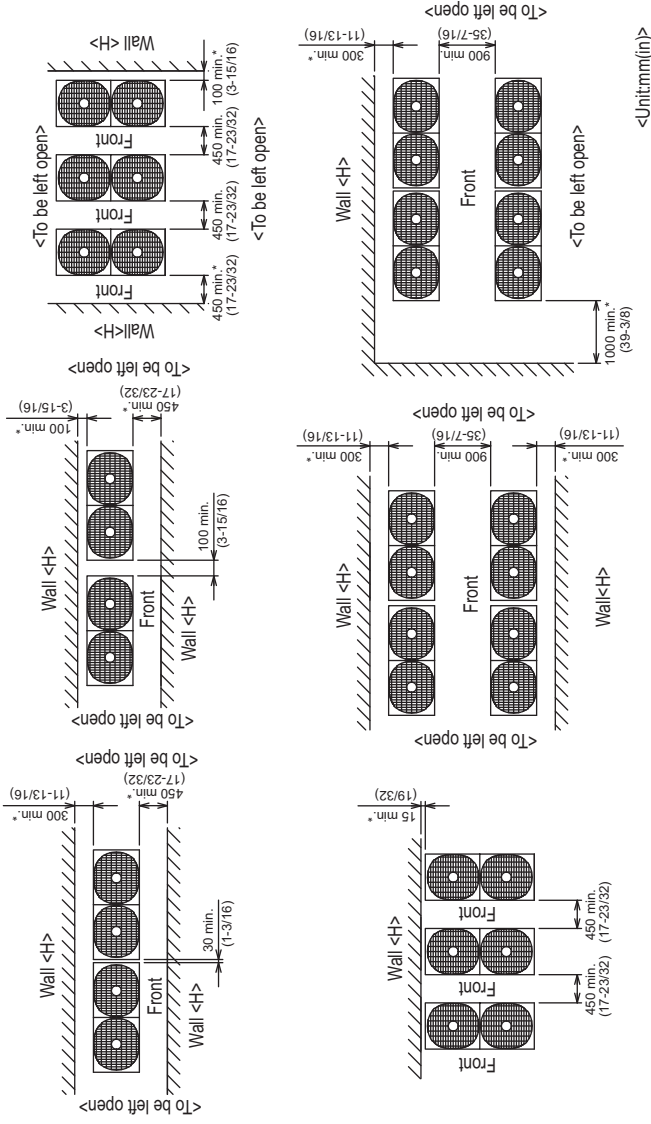 <To be left open>
Wall <H>
Wall<H>
Front
Front
Front
450 min.*
(17-23/32)
450 min.
(17-23/32)
450 min.
(17-23/32)
100 min.*
(3-15/16)
<To be left open>
Wall <H>
100 min.*
(3-15/16)
450 min.*
(17-23/32)
<To be left open>
<To be left open>
Front
Wall <H>
100 min.
(3-15/16)
Wall <H>
300 min.*
(11-13/16)
450 min.*
(17-23/32)
<To be left open>
<To be left open>
Front
Wall <H>
30 min.
(1-3/16)
Wall <H>
300 min.*
(11-13/16)
900 min.
(35-7/16)
<To be left open>
Front
<To be left open>
1000 min.*
(39-3/8)
Wall <H>
300 min.*
(11-13/16)
900 min.
(35-7/16)
300 min.*
(11-13/16)
<To be left open>
<To be left open>
Front
Wall<H>
Wall <H>
15 min.*
(19/32)
Front
Front
Front
450 min.
(17-23/32)
450 min.
(17-23/32)
<Unit:mm(in)>